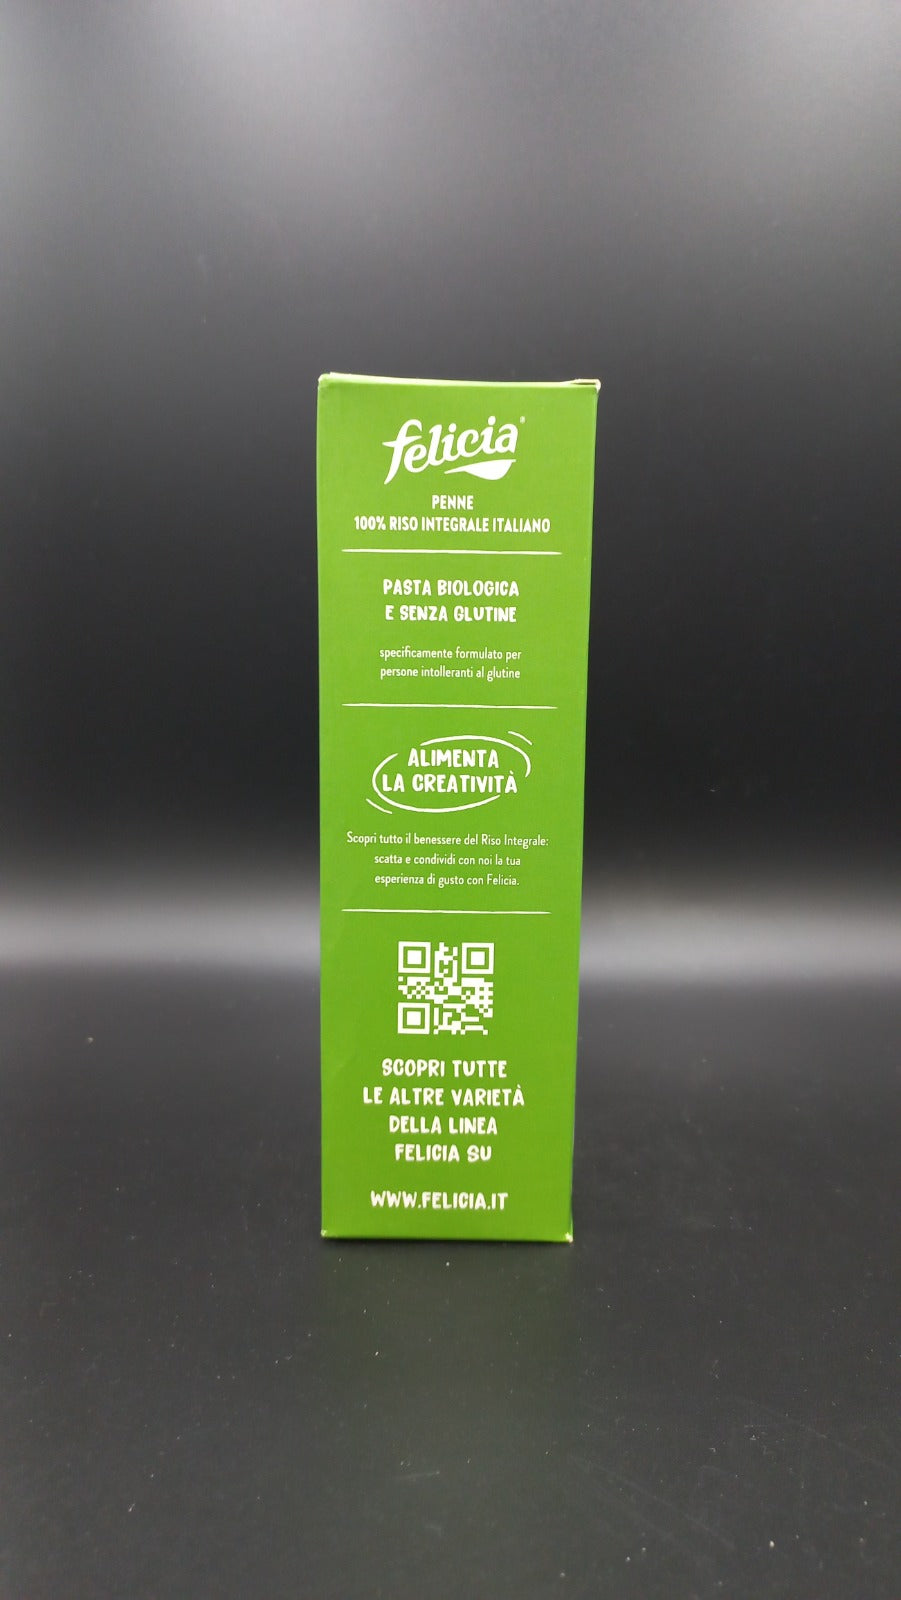 felicia®
PENNE
100% RISO INTEGRALE ITALIANO
PASTA BIOLOGICA
E SENZA GLUTINE
specificamente formulato per
persone intolleranti al glutine
ALIMENTA
LA CREATIVITÀ
Scopri tutto il benessere del Riso Integrale:
scatta e condividi con noi la tua
esperienza di gusto con Felicia.
SCOPRI TUTTE
LE ALTRE VARIETÀ
DELLA LINEA
FELICIA SU
WWW.FELICIA.IT